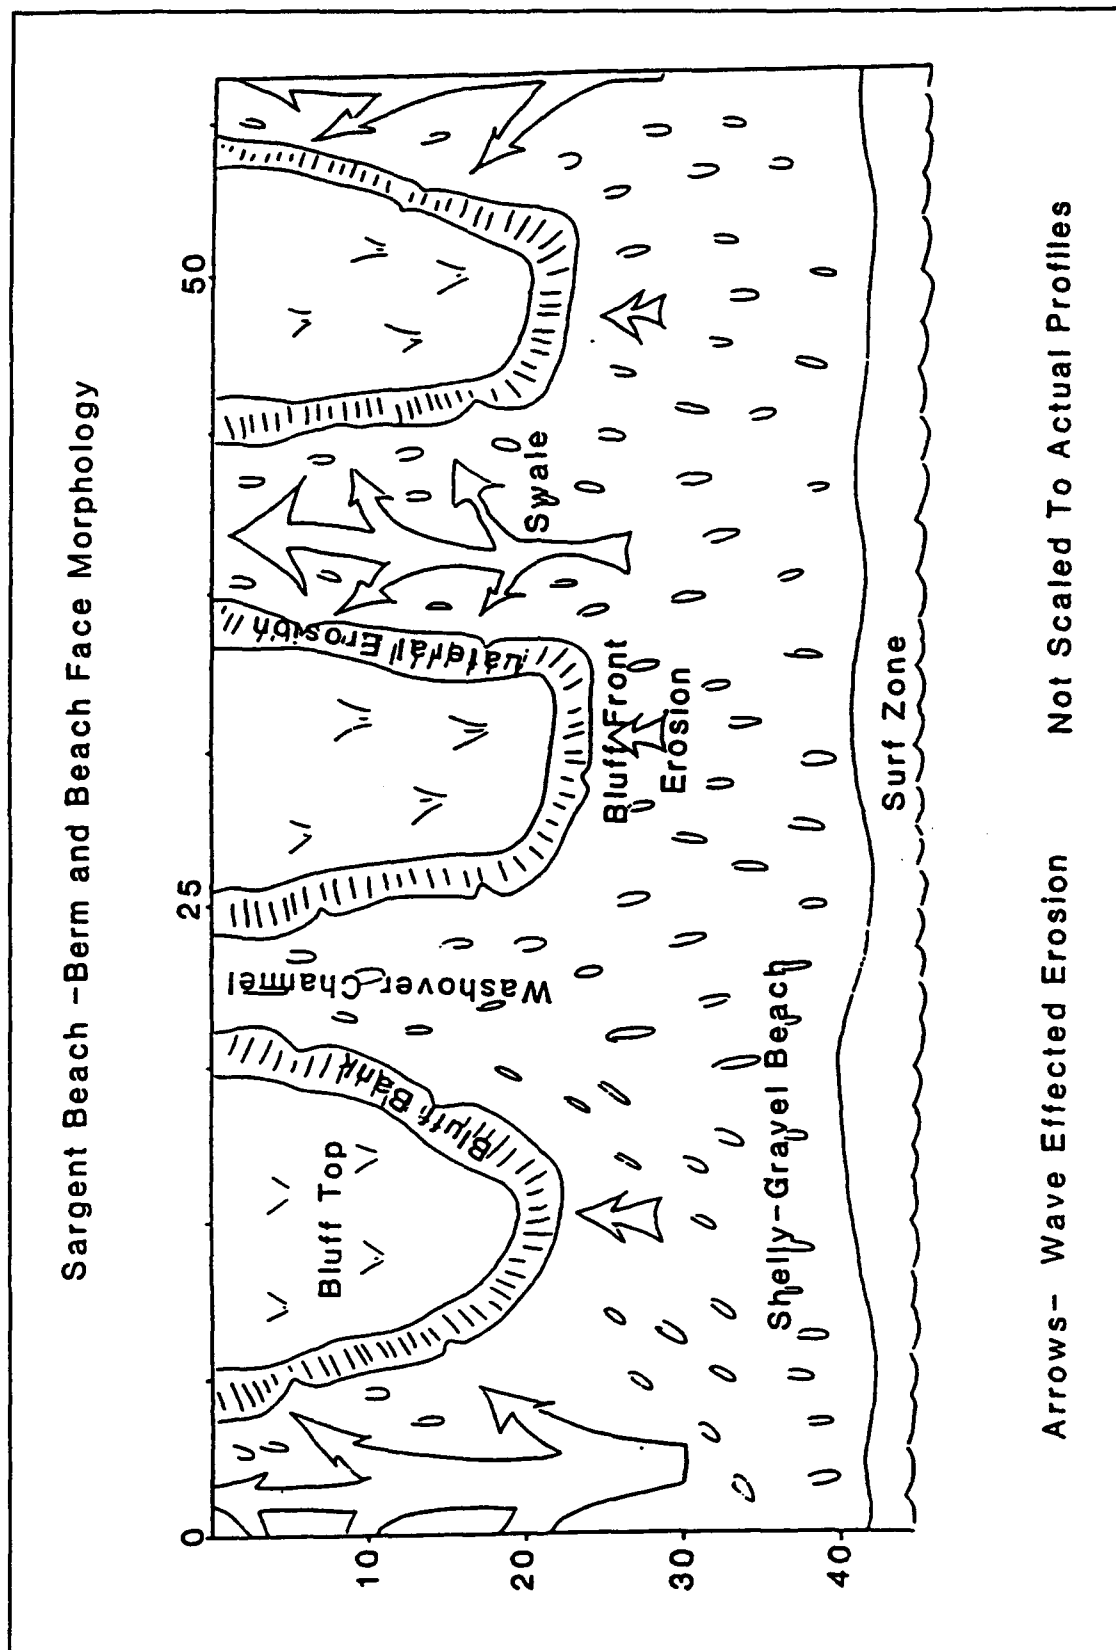 Sargent Beach -Berm and Beach Face Morphology
0
25
50
10
20
30
40
Bluff Top
Bluff Bank
Washover Channel
Lateral Erosion
Swale
Bluff Front
Erosion
Shelly-Gravel Beach
Surf Zone
Arrows- Wave Effected Erosion
Not Scaled To Actual Profiles